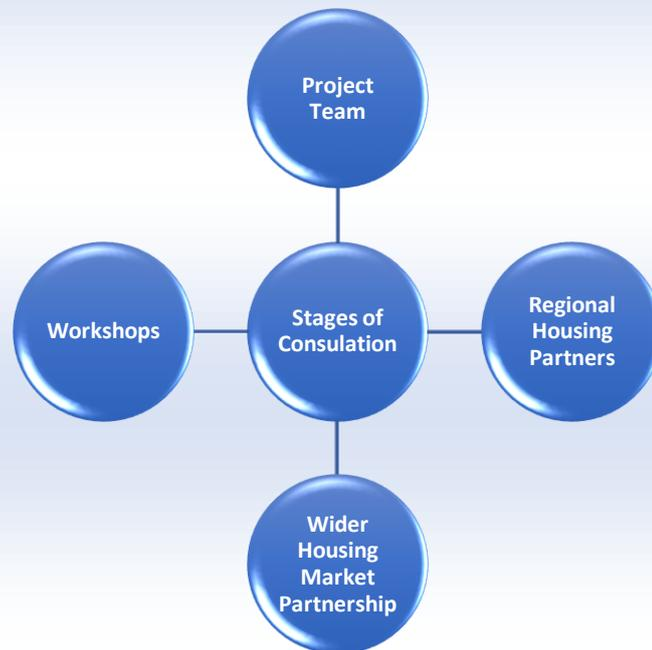 Project
Team
Workshops
Stages of
Consulation
Regional
Housing
Partners
Wider
Housing
Market
Partnership